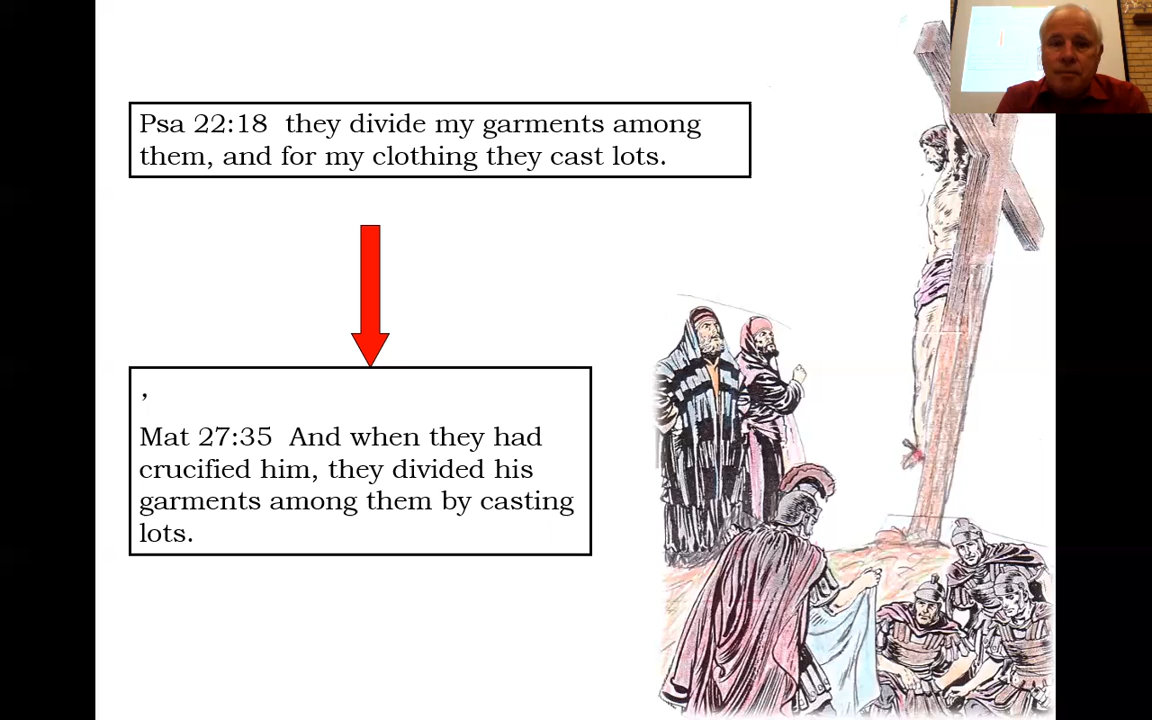 Psa 22:18  they divide my garments among
them, and for my clothing they cast lots.
,
Mat 27:35  And when they had
crucified him, they divided his
garments among them by casting
lots.